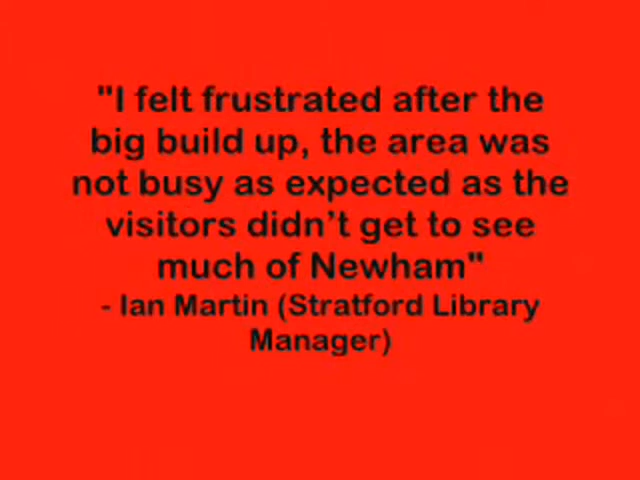 "I felt frustrated after the
big build up, the area was
not busy as expected as the
visitors didn’t get to see
much of Newham"
- Ian Martin (Stratford Library
Manager)